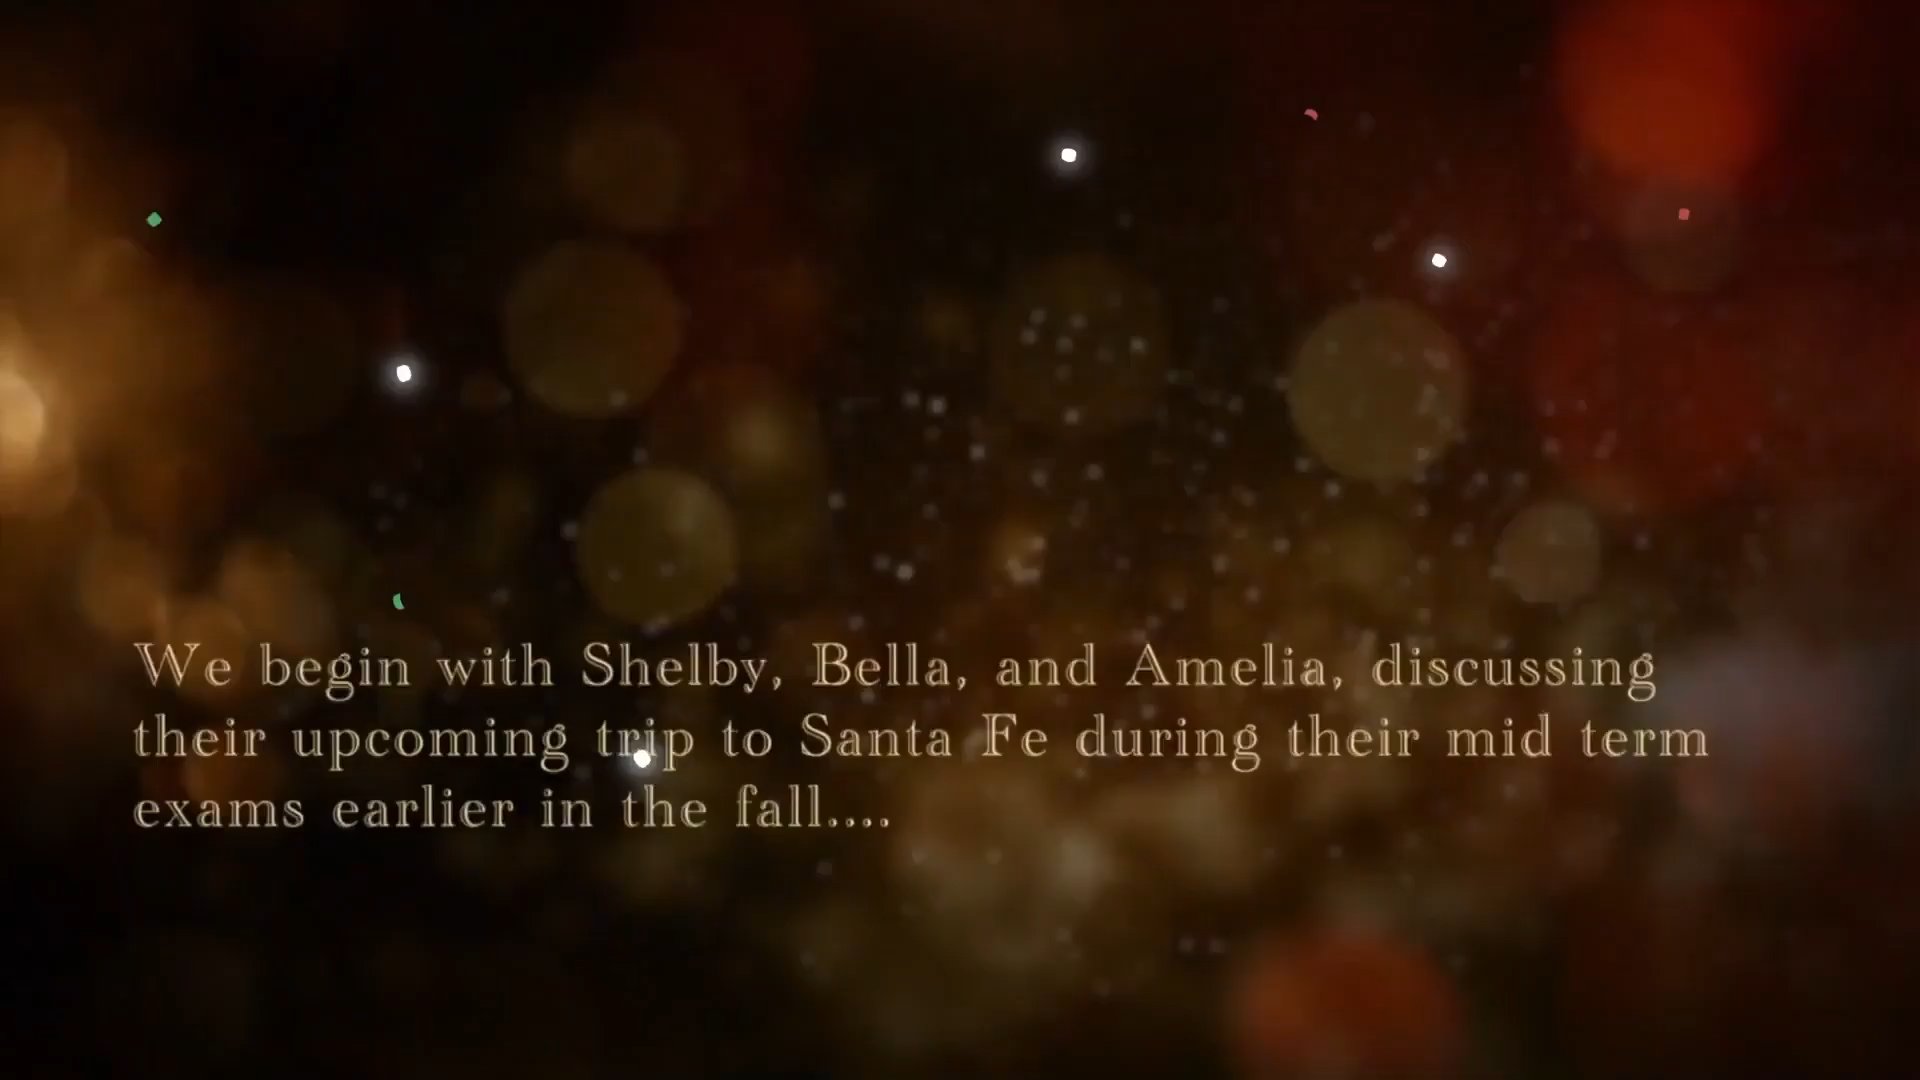 We begin with Shelby, Bella, and Amelia, discussing
their upcoming trip to Santa Fe during their mid term
exams earlier in the fall....